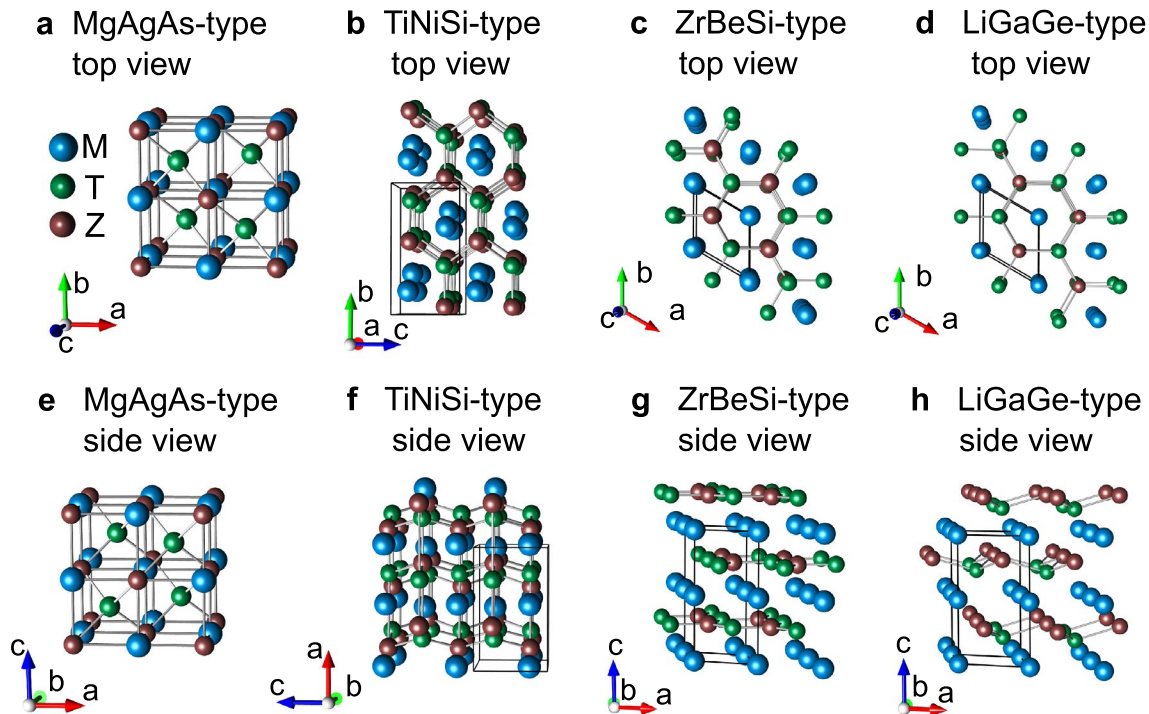 a MgAgAs-type
top view
b TiNiSi-type
top view
c ZrBeSi-type
top view
d LiGaGe-type
top view
M
T
Z
b
a
c
b
a
c
b
a
c
b
a
c
e MgAgAs-type
side view
f TiNiSi-type
side view
g ZrBeSi-type
side view
h LiGaGe-type
side view
c
b
a
a
c
b
c
b
a
c
b
a